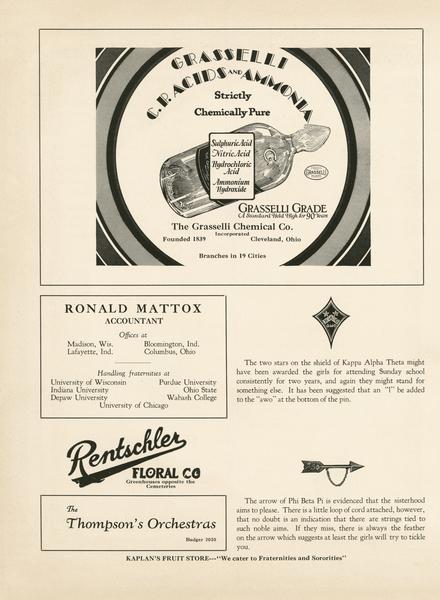 GRASSELLI
C. P. ACIDS AND AMMONIA
Strictly
Chemically Pure
Sulphuric Acid
Nitric Acid
Hydrochloric
Acid
Ammonium
Hydroxide
GRASSELLI
GRASSELLI GRADE
A Standard Held High for 90 Years
The Grasselli Chemical Co.
Incorporated
Founded 1839 Cleveland, Ohio
Branches in 19 Cities
RONALD MATTOX
ACCOUNTANT
Offices at
Madison, Wis. Bloomington, Ind.
Lafayette, Ind. Columbus, Ohio
Handling fraternities at
University of Wisconsin Purdue University
Indiana University Ohio State
Depaw University Wabash College
University of Chicago
Rentschler
FLORAL CO
Greenhouses opposite the
Cemeteries
The
Thompson's Orchestras
Badger 2020
The two stars on the shield of Kappa Alpha Theta might
have been awarded the girls for attending Sunday school
consistently for two years, and again they might stand for
something else. It has been suggested that an "l" be added
to the "awo" at the bottom of the pin.
The arrow of Phi Beta Pi is evidenced that the sisterhood
aims to please. There is a little loop of cord attached, however,
that no doubt is an indication that there are strings tied to
such noble aims. If they miss, there is always the feather
on the arrow which suggests at least the girls will try to tickle
you.
KAPLAN'S FRUIT STORE---"We cater to Fraternities and Sororities"